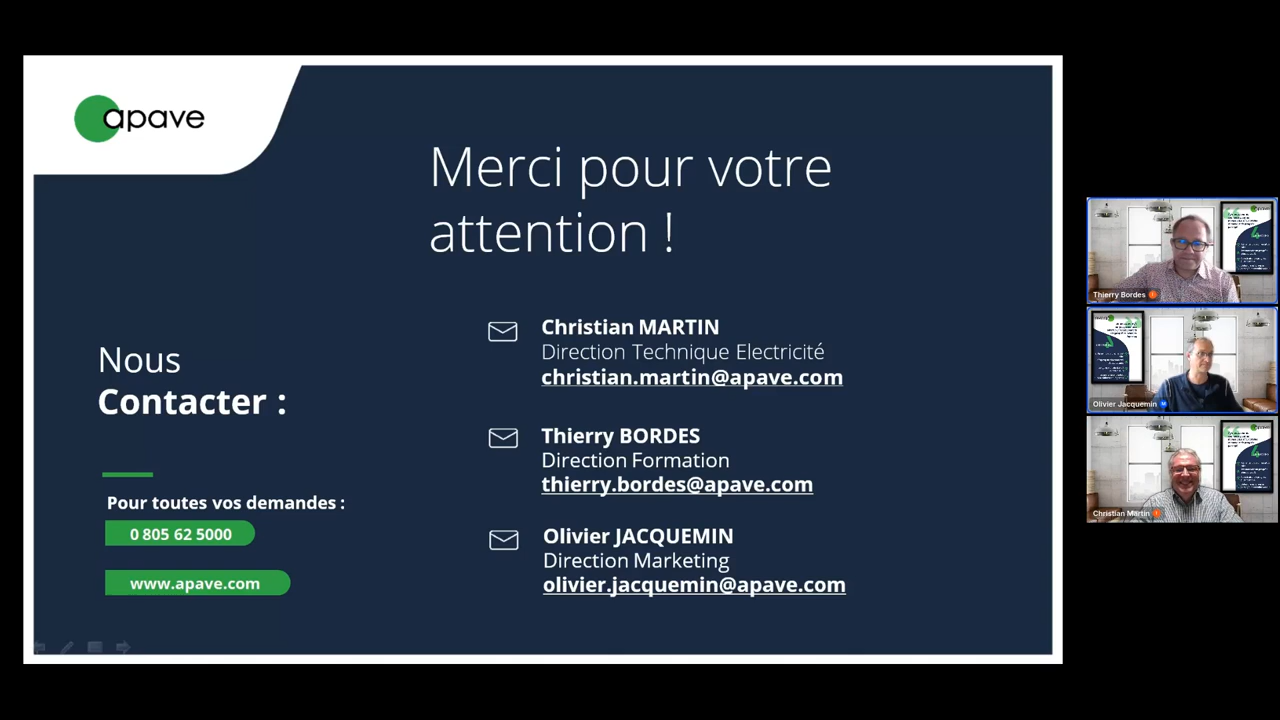 apave
Merci pour votre
attention !
Nous
Contacter :
Pour toutes vos demandes :
0 805 62 5000
www.apave.com
Christian MARTIN
Direction Technique Electricité
christian.martin@apave.com
Thierry BORDES
Direction Formation
thierry.bordes@apave.com
Olivier JACQUEMIN
Direction Marketing
olivier.jacquemin@apave.com
apave
Thierry Bordes
Olivier Jacquemin
apave
Christian Martin